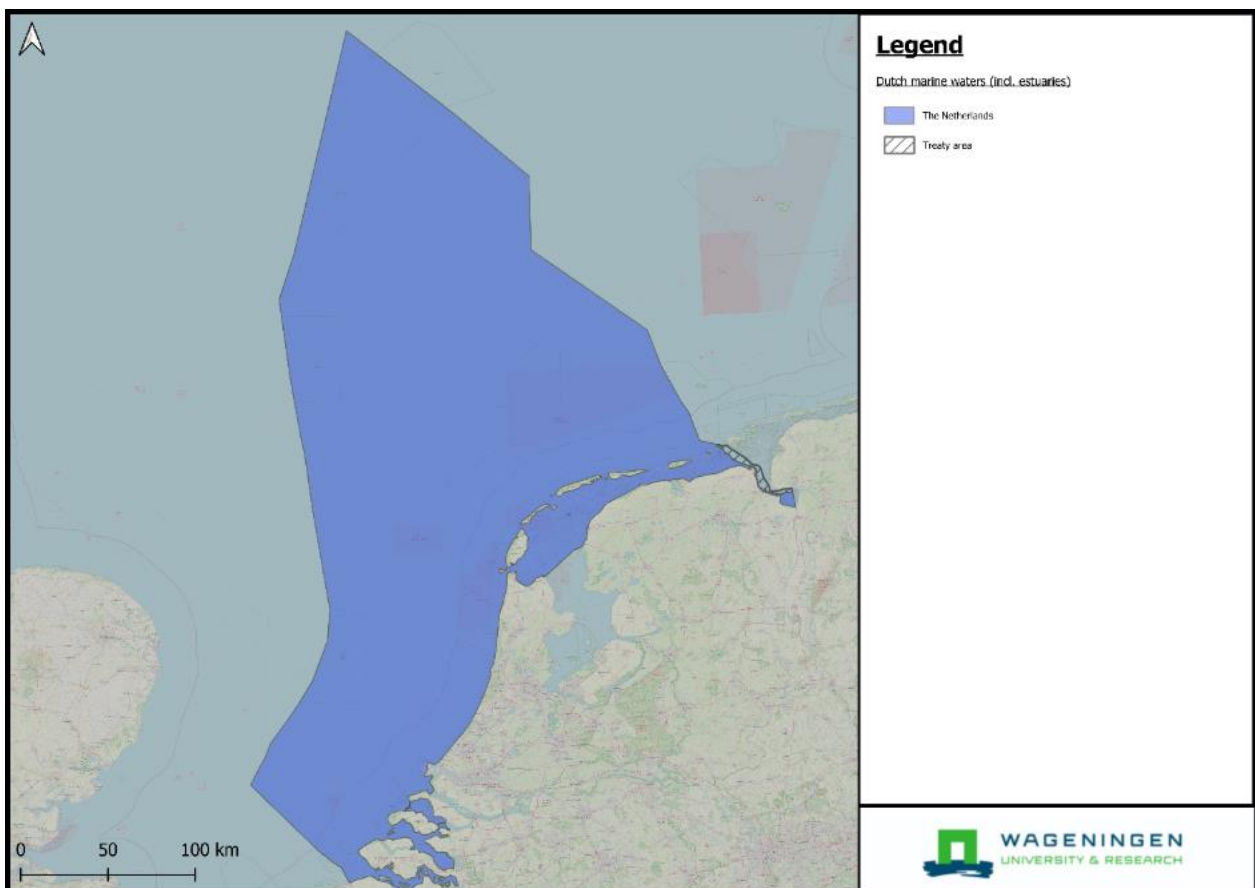 Legend
Dutch marine waters (incl. estuaries)
The Netherlands
Treaty area
0 50 100 km
WAGENINGEN
UNIVERSITY & RESEARCH